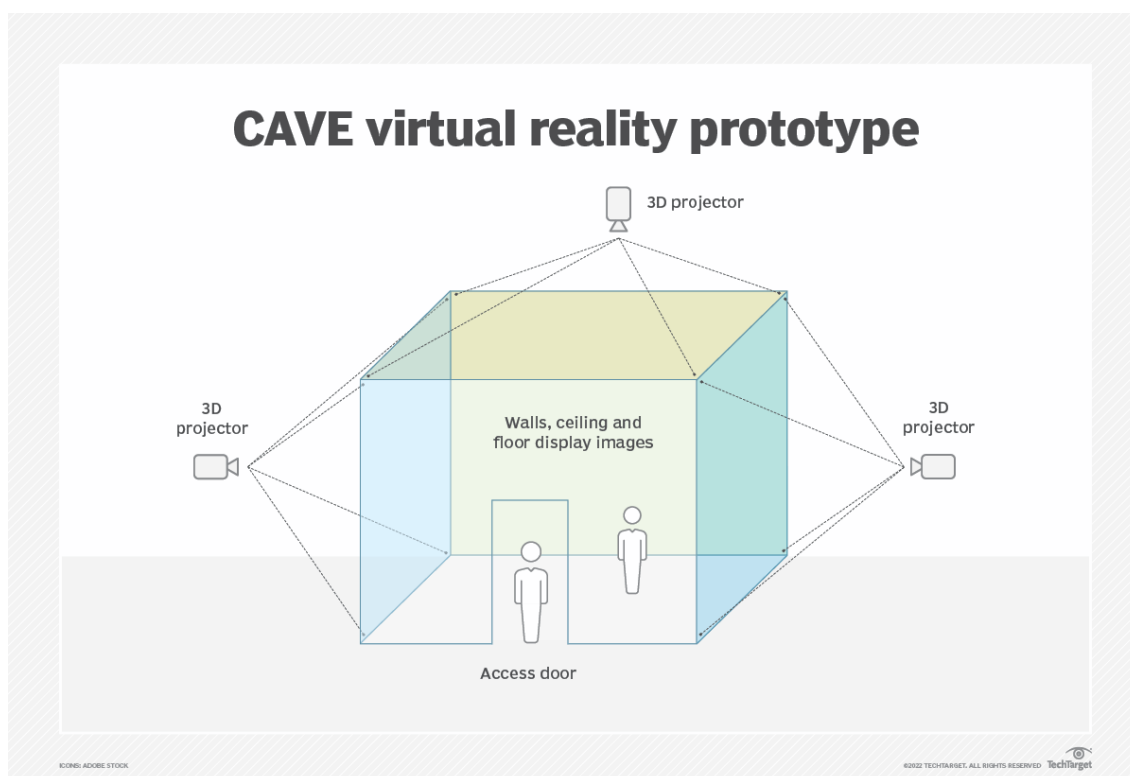 CAVE virtual reality prototype
3D projector
3D
projector
3D
projector
Walls, ceiling and
floor display images
Access door
ICONS: ADOBE STOCK
©2022 TECHTARGET. ALL RIGHTS RESERVED
TechTarget